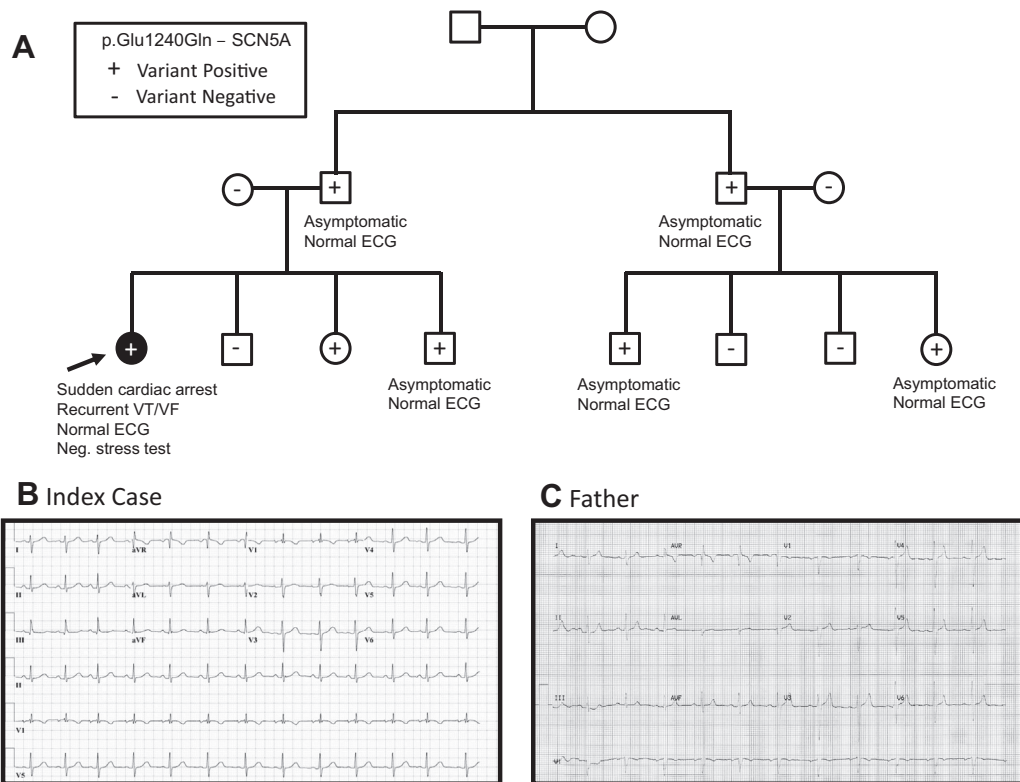 A
p.Glu1240Gln – SCN5A
+ Variant Positive
- Variant Negative
- +
+ -
Asymptomatic
Normal ECG
Asymptomatic
Normal ECG
+ - + +
+ - - +
Sudden cardiac arrest
Recurrent VT/VF
Normal ECG
Neg. stress test
Asymptomatic
Normal ECG
Asymptomatic
Normal ECG
Asymptomatic
Normal ECG
B Index Case
I aVR V1 V4
II aVL V2 V5
III aVF V3 V6
II
V1
V5
C Father
I AVR V1 V4
II AVL V2 V5
III AVF V3 V6